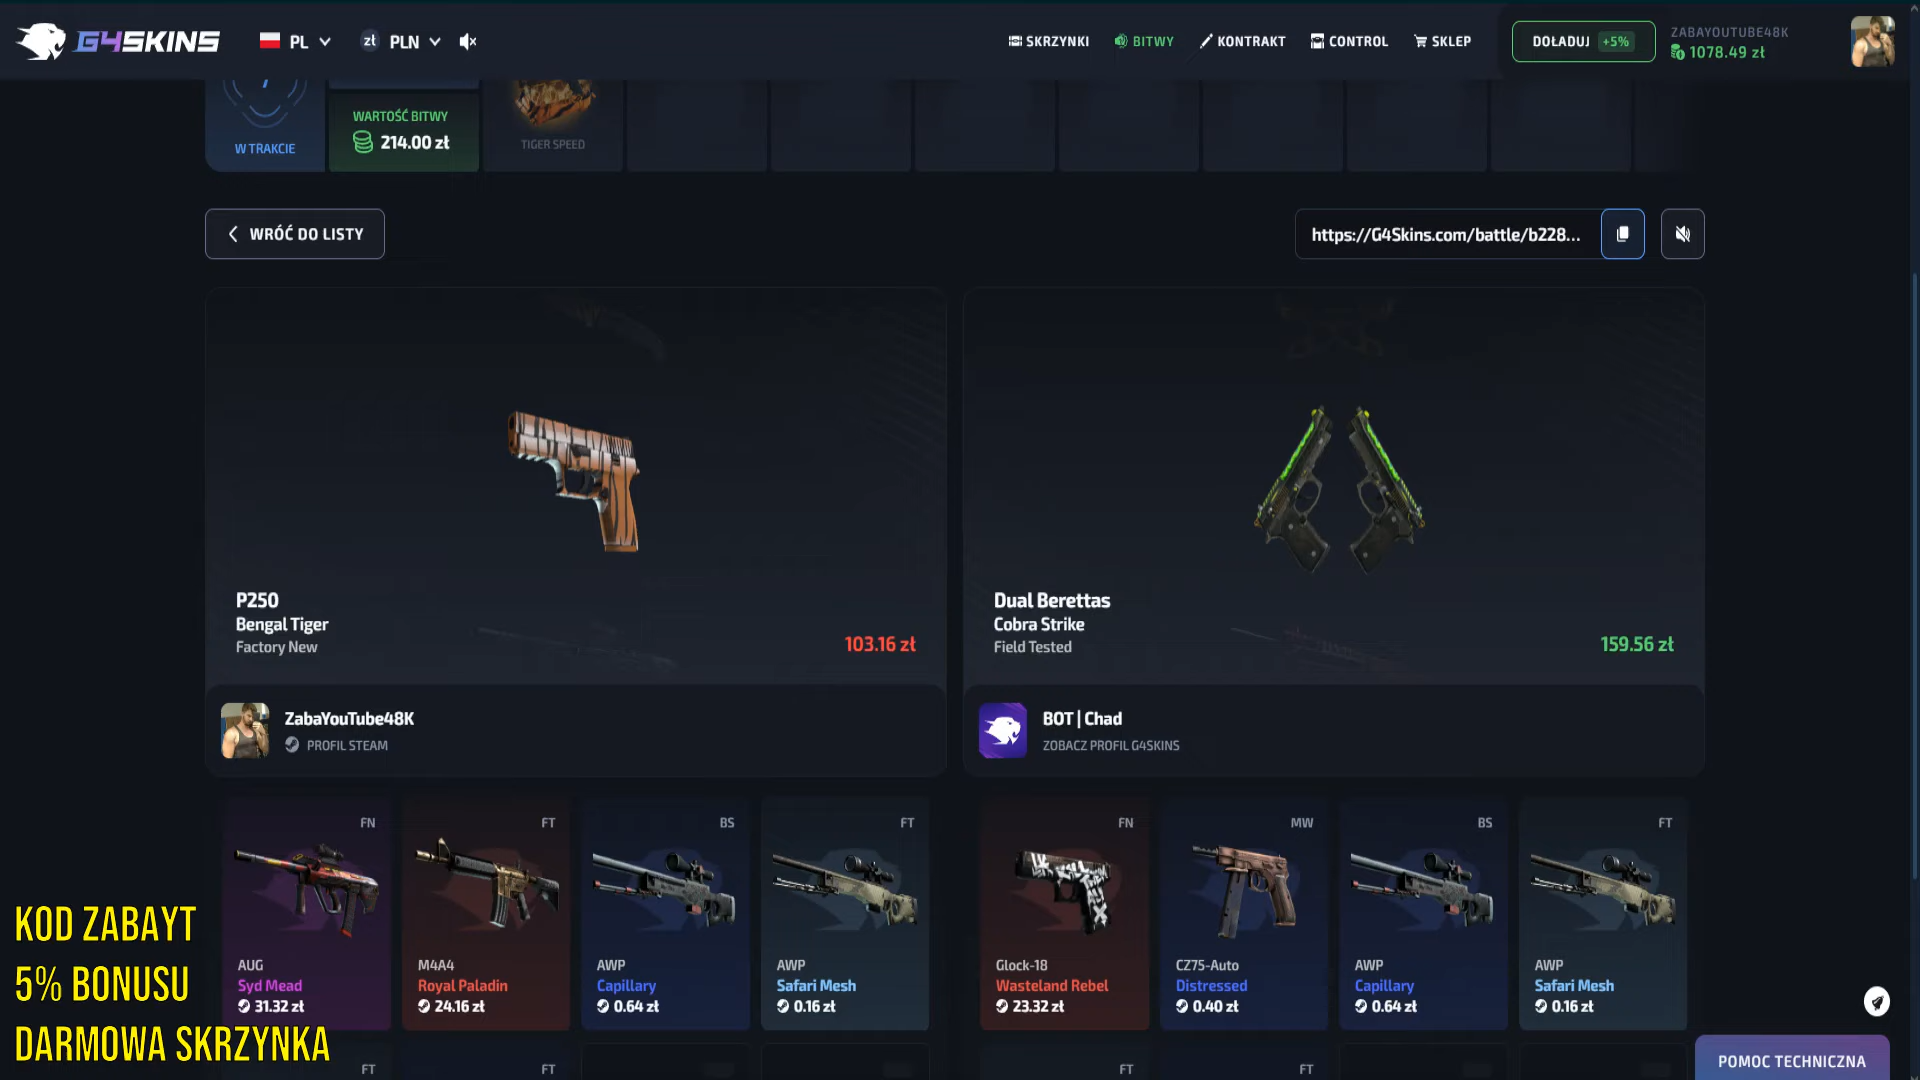 G4SKINS
PL
zł PLN
SKRZYNKI
BITWY
KONTRAKT
CONTROL
SKLEP
DOŁADUJ +5%
ZABAYOUTUBE48K
1078.49 zł
W TRAKCIE
WARTOŚĆ BITWY
214.00 zł
TIGER SPEED
WRÓĆ DO LISTY
https://G4Skins.com/battle/b228...
P250
Bengal Tiger
Factory New
103.16 zł
Dual Berettas
Cobra Strike
Field Tested
159.56 zł
ZabaYouTube48K
PROFIL STEAM
BOT | Chad
ZOBACZ PROFIL G4SKINS
FN
AUG
Syd Mead
31.32 zł
FT
M4A4
Royal Paladin
24.16 zł
BS
AWP
Capillary
0.64 zł
FT
AWP
Safari Mesh
0.16 zł
FN
Glock-18
Wasteland Rebel
23.32 zł
MW
CZ75-Auto
Distressed
0.40 zł
BS
AWP
Capillary
0.64 zł
FT
AWP
Safari Mesh
0.16 zł
KOD ZABAYT
5% BONUSU
DARMOWA SKRZYNKA
FT
FT
FT
FT
POMOC TECHNICZNA